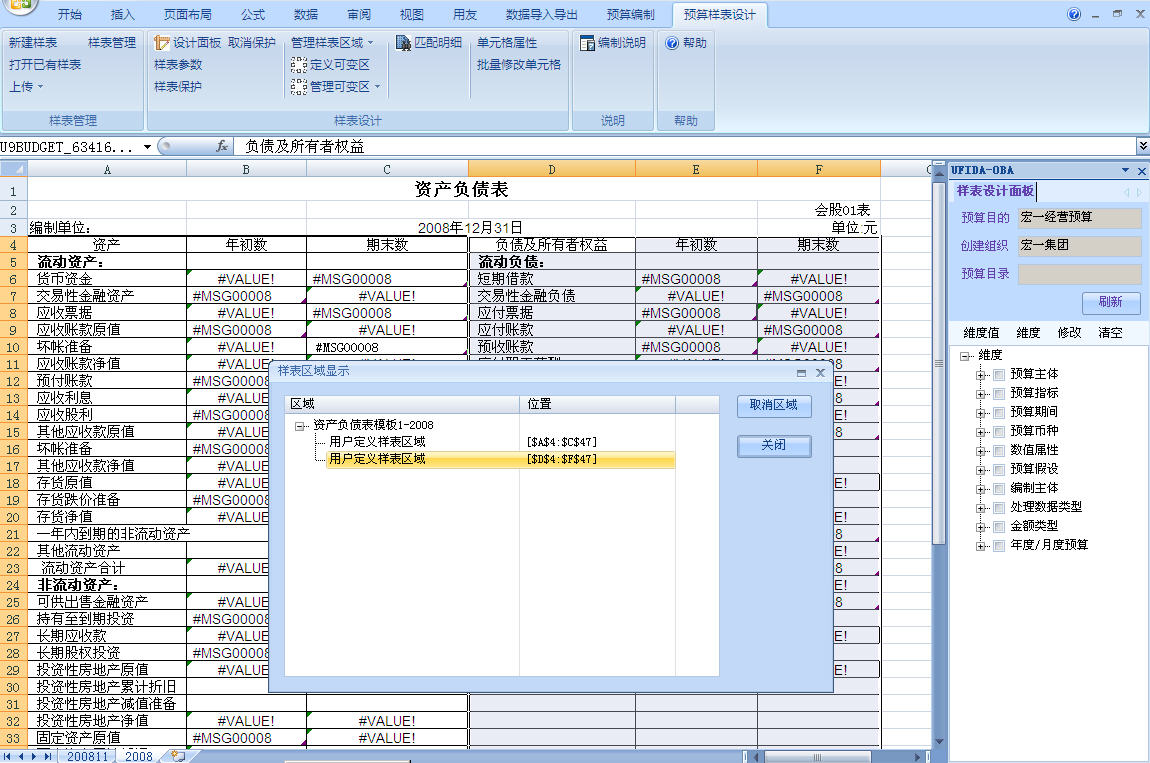 开始 插入 页面布局 公式 数据 审阅 视图 用友 数据导入导出 预算编制 预算样表设计
新建样表 样表管理 设计面板 取消保护 管理样表区域 匹配明细 单元格属性 编制说明 帮助
打开已有样表 样表参数 定义可变区 批量修改单元格
上传 样表保护 管理可变区
样表管理 样表设计 说明 帮助
U9BUDGET_63416... fx 负债及所有者权益
A B C D E F
1 资产负债表
2 会股01表
3 编制单位: 2008年12月31日 单位:元
4 资产 年初数 期末数 负债及所有者权益 年初数 期末数
5 流动资产: 流动负债:
6 货币资金 #VALUE! #MSG00008 短期借款 #MSG00008 #VALUE!
7 交易性金融资产 #MSG00008 #VALUE! 交易性金融负债 #VALUE! #MSG00008
8 应收票据 #VALUE! #MSG00008 应付票据 #MSG00008 #VALUE!
9 应收账款原值 #MSG00008 #VALUE! 应付账款 #VALUE! #MSG00008
10 坏账准备 #VALUE! #MSG00008 预收账款 #MSG00008 #VALUE!
11 应收账款净值 #VALUE
12 预付账款 #MSG00008
13 应收利息 #VALUE
14 应收股利 #MSG00008
15 其他应收款原值 #VALUE
16 坏账准备 #MSG00008
17 其他应收款净值 #VALUE
18 存货原值 #VALUE E!
19 存货跌价准备 #MSG00008
20 存货净值 #VALUE E!
21 一年内到期的非流动资产 8
22 其他流动资产 E!
23 流动资产合计 #VALUE 8
24 非流动资产: E!
25 可供出售金融资产 #VALUE 8
26 持有至到期投资 #MSG00008
27 长期应收款 #VALUE E!
28 长期股权投资 #MSG00008
29 投资性房地产原值 #VALUE E!
30 投资性房地产累计折旧
31 投资性房地产减值准备
32 投资性房地产净值 #VALUE! #VALUE!
33 固定资产原值 #MSG00008 #VALUE!
200811 2008
样表区域显示
区域 位置
资产负债表模板1-2008
用户定义样表区域 [$A$4:$C$47]
用户定义样表区域 [$D$4:$F$47]
取消区域
关闭
UFIDA-OBA
样表设计面板
预算目的 宏一经营预算
创建组织 宏一集团
预算目录
刷新
维度值 维度 修改 清空
维度
预算主体
预算指标
预算期间
预算币种
数值属性
预算假设
编制主体
处理数据类型
金额类型
年度/月度预算